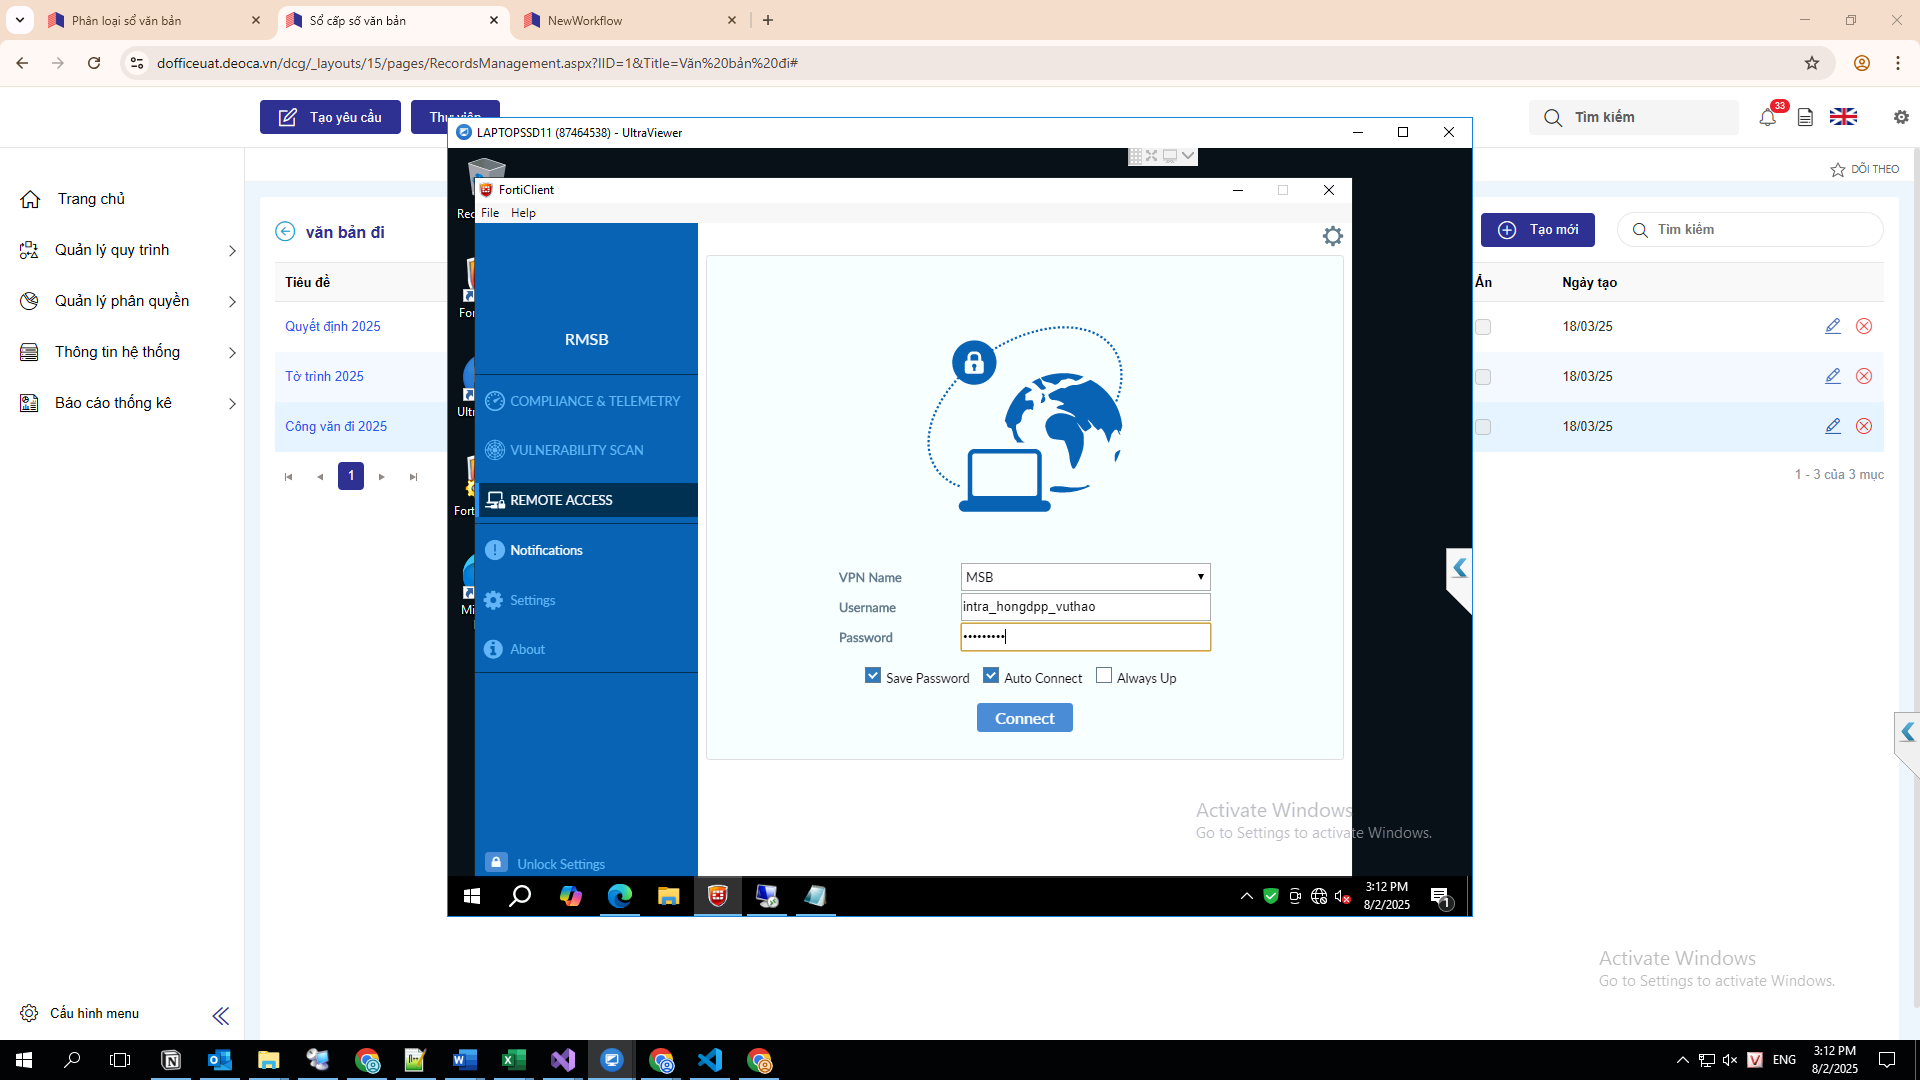 Phân loại sổ văn bản
Sổ cấp số văn bản
NewWorkflow
dofficeuat.deoca.vn/dcg/_layouts/15/pages/RecordsManagement.aspx?IID=1&Title=Văn%20bản%20đi#
Tạo yêu cầu
Thư viện
Tìm kiếm
33
DÕI THEO
Trang chủ
Quản lý quy trình
Quản lý phân quyền
Thông tin hệ thống
Báo cáo thống kê
Cấu hình menu
văn bản đi
Tạo mới
Tìm kiếm
Tiêu đề
Ẩn
Ngày tạo
Quyết định 2025
18/03/25
Tờ trình 2025
18/03/25
Công văn đi 2025
18/03/25
1
1 - 3 của 3 mục
LAPTOPSSD11 (87464538) - UltraViewer
Rec
For
Ultr
Fort
Mi
FortiClient
File
Help
RMSB
COMPLIANCE & TELEMETRY
VULNERABILITY SCAN
REMOTE ACCESS
Notifications
Settings
About
Unlock Settings
VPN Name
MSB
Username
intra_hongdpp_vuthao
Password
•••••••••
Save Password
Auto Connect
Always Up
Connect
Activate Windows
Go to Settings to activate Windows.
3:12 PM
8/2/2025
1
Activate Windows
Go to Settings to activate Windows.
ENG
3:12 PM
8/2/2025